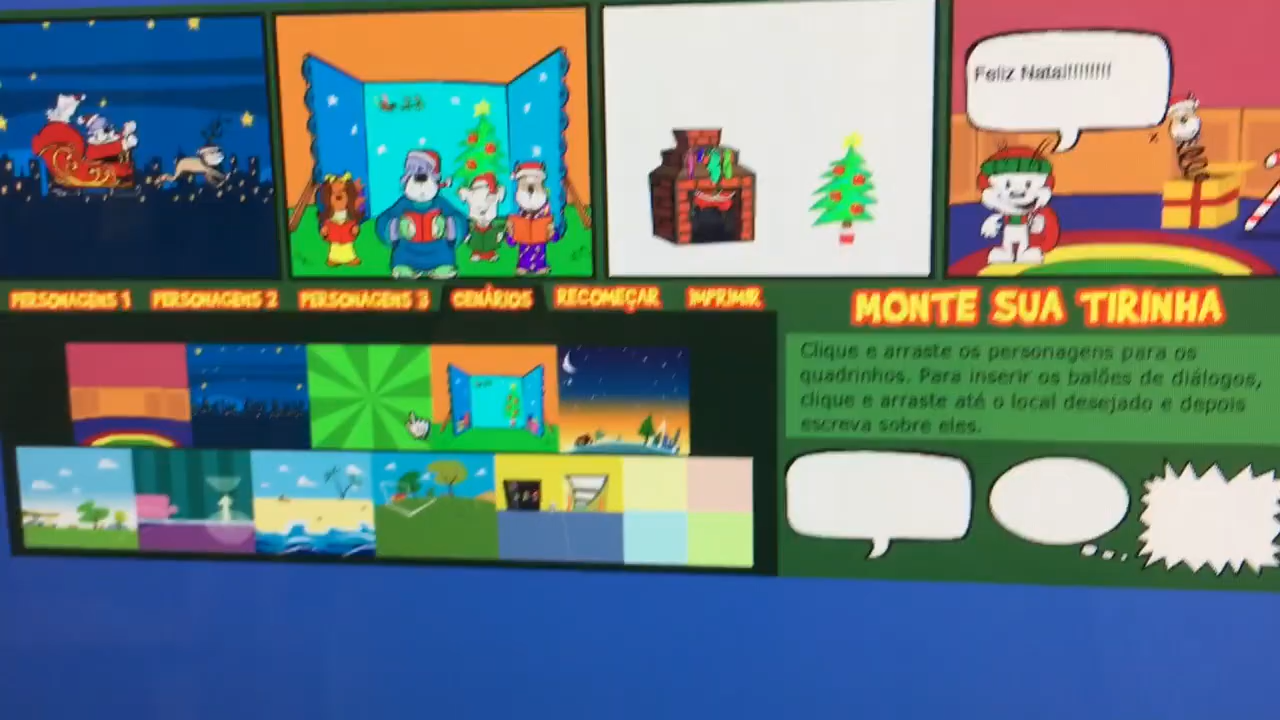 Feliz Natal!!!!!!!!
PERSONAGENS 1
PERSONAGENS 2
PERSONAGENS 3
CENÁRIOS
RECOMEÇAR
IMPRIMIR
MONTE SUA TIRINHA
Clique e arraste os personagens para os
quadrinhos. Para inserir os balões de diálogos,
clique e arraste até o local desejado e depois
escreva sobre eles.